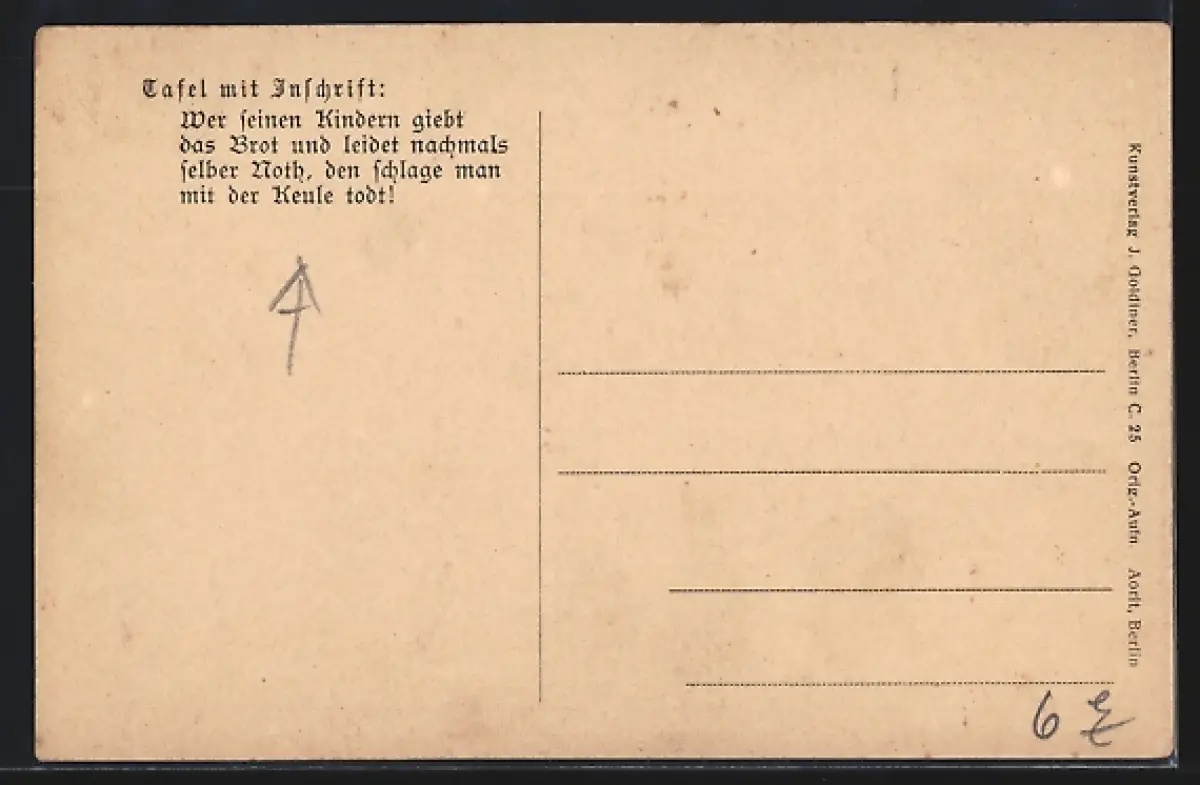 Tafel mit Inschrift:
Wer seinen Kindern giebt
das Brot und leidet nachmals
selber Noth, den schlage man
mit der Keule todt!
Kunstverlag J. Goldiner, Berlin C. 25 Orig.-Aufn. Berlin
6